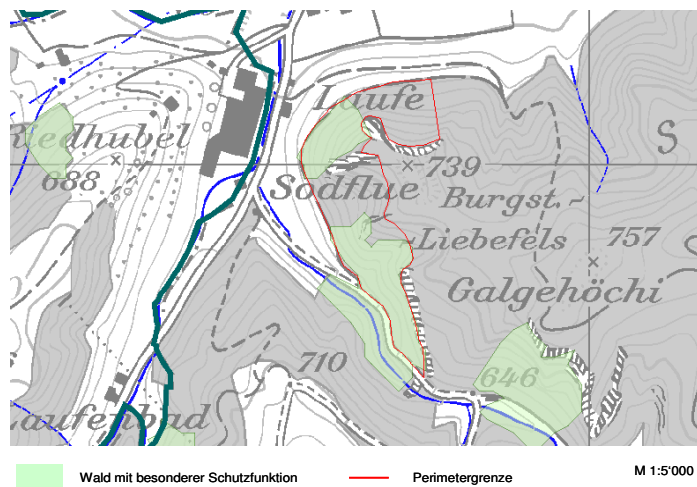 Laufe
Riedhubel
688
739
Sodflue
S
Burgst.~
~Liebefels
757
Galgehöchi
710
646
Laufenbad
Wald mit besonderer Schutzfunktion
Perimetergrenze
M 1:5'000